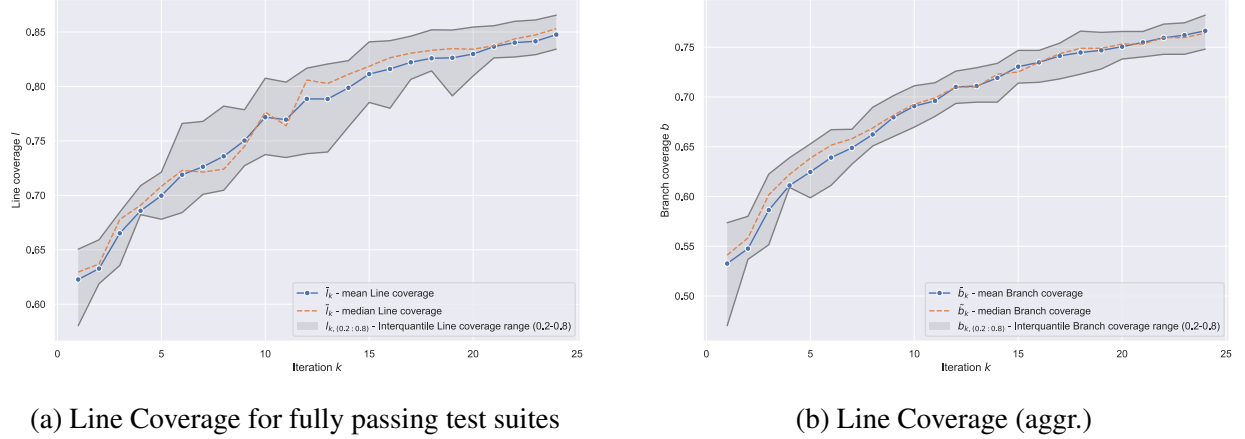 0.85
0.80
0.75
0.70
0.65
0.60
Line coverage l
0 5 10 15 20 25
Iteration k
l̄ₖ - mean Line coverage
l̃ₖ - median Line coverage
lₖ, (0.2 : 0.8) - Interquantile Line coverage range (0.2-0.8)
(a) Line Coverage for fully passing test suites
0.75
0.70
0.65
0.60
0.55
0.50
Branch coverage b
0 5 10 15 20 25
Iteration k
b̄ₖ - mean Branch coverage
b̃ₖ - median Branch coverage
bₖ, (0.2 : 0.8) - Interquantile Branch coverage range (0.2-0.8)
(b) Line Coverage (aggr.)